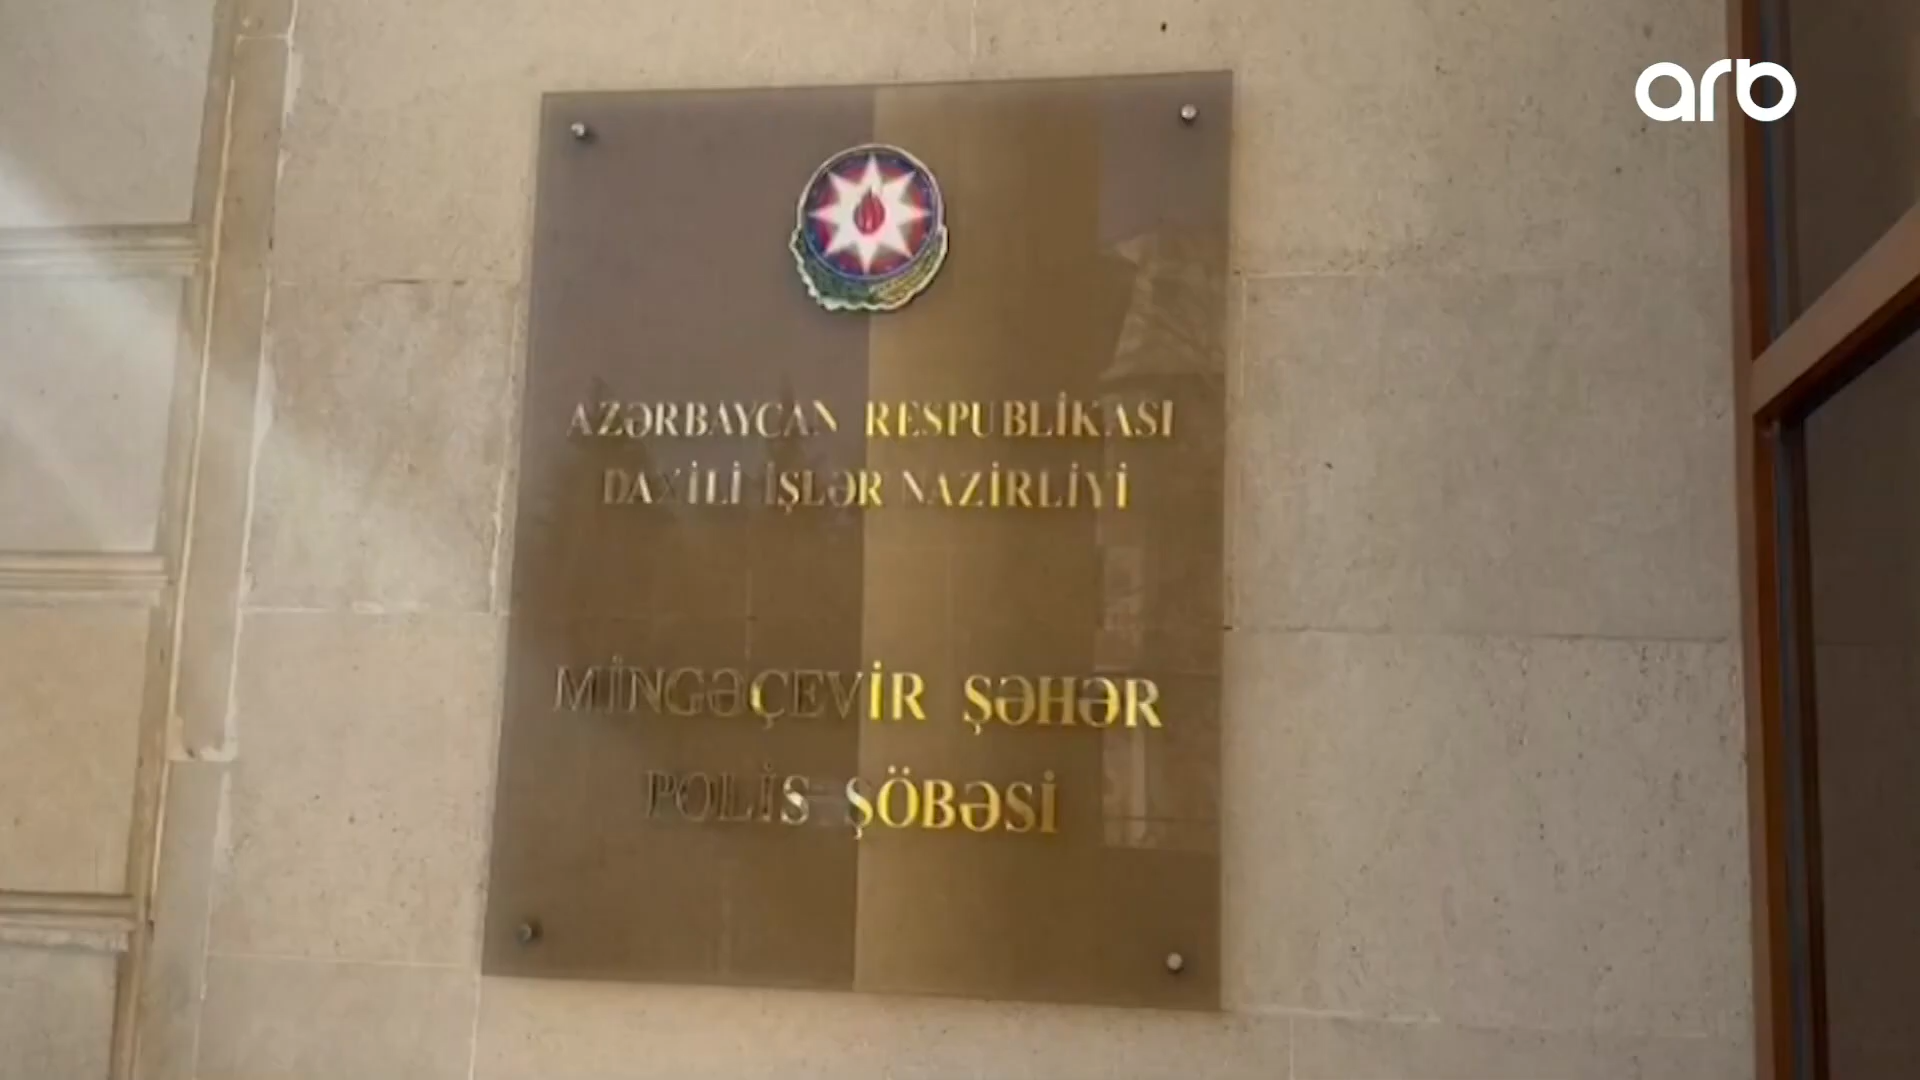 arb
AZƏRBAYCAN RESPUBLİKASI
DAXİLİ İŞLƏR NAZİRLİYİ
MİNGƏÇEVİR ŞƏHƏR
POLİS ŞÖBƏSİ